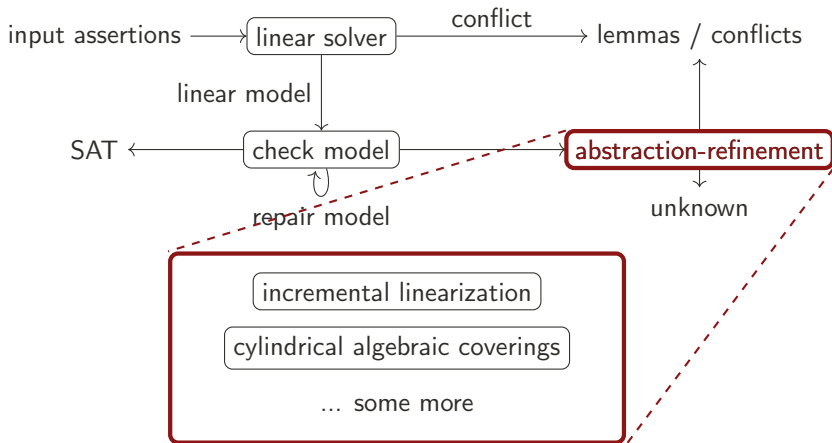 input assertions
linear solver
conflict
lemmas / conflicts
linear model
SAT
check model
abstraction-refinement
repair model
unknown
incremental linearization
cylindrical algebraic coverings
... some more